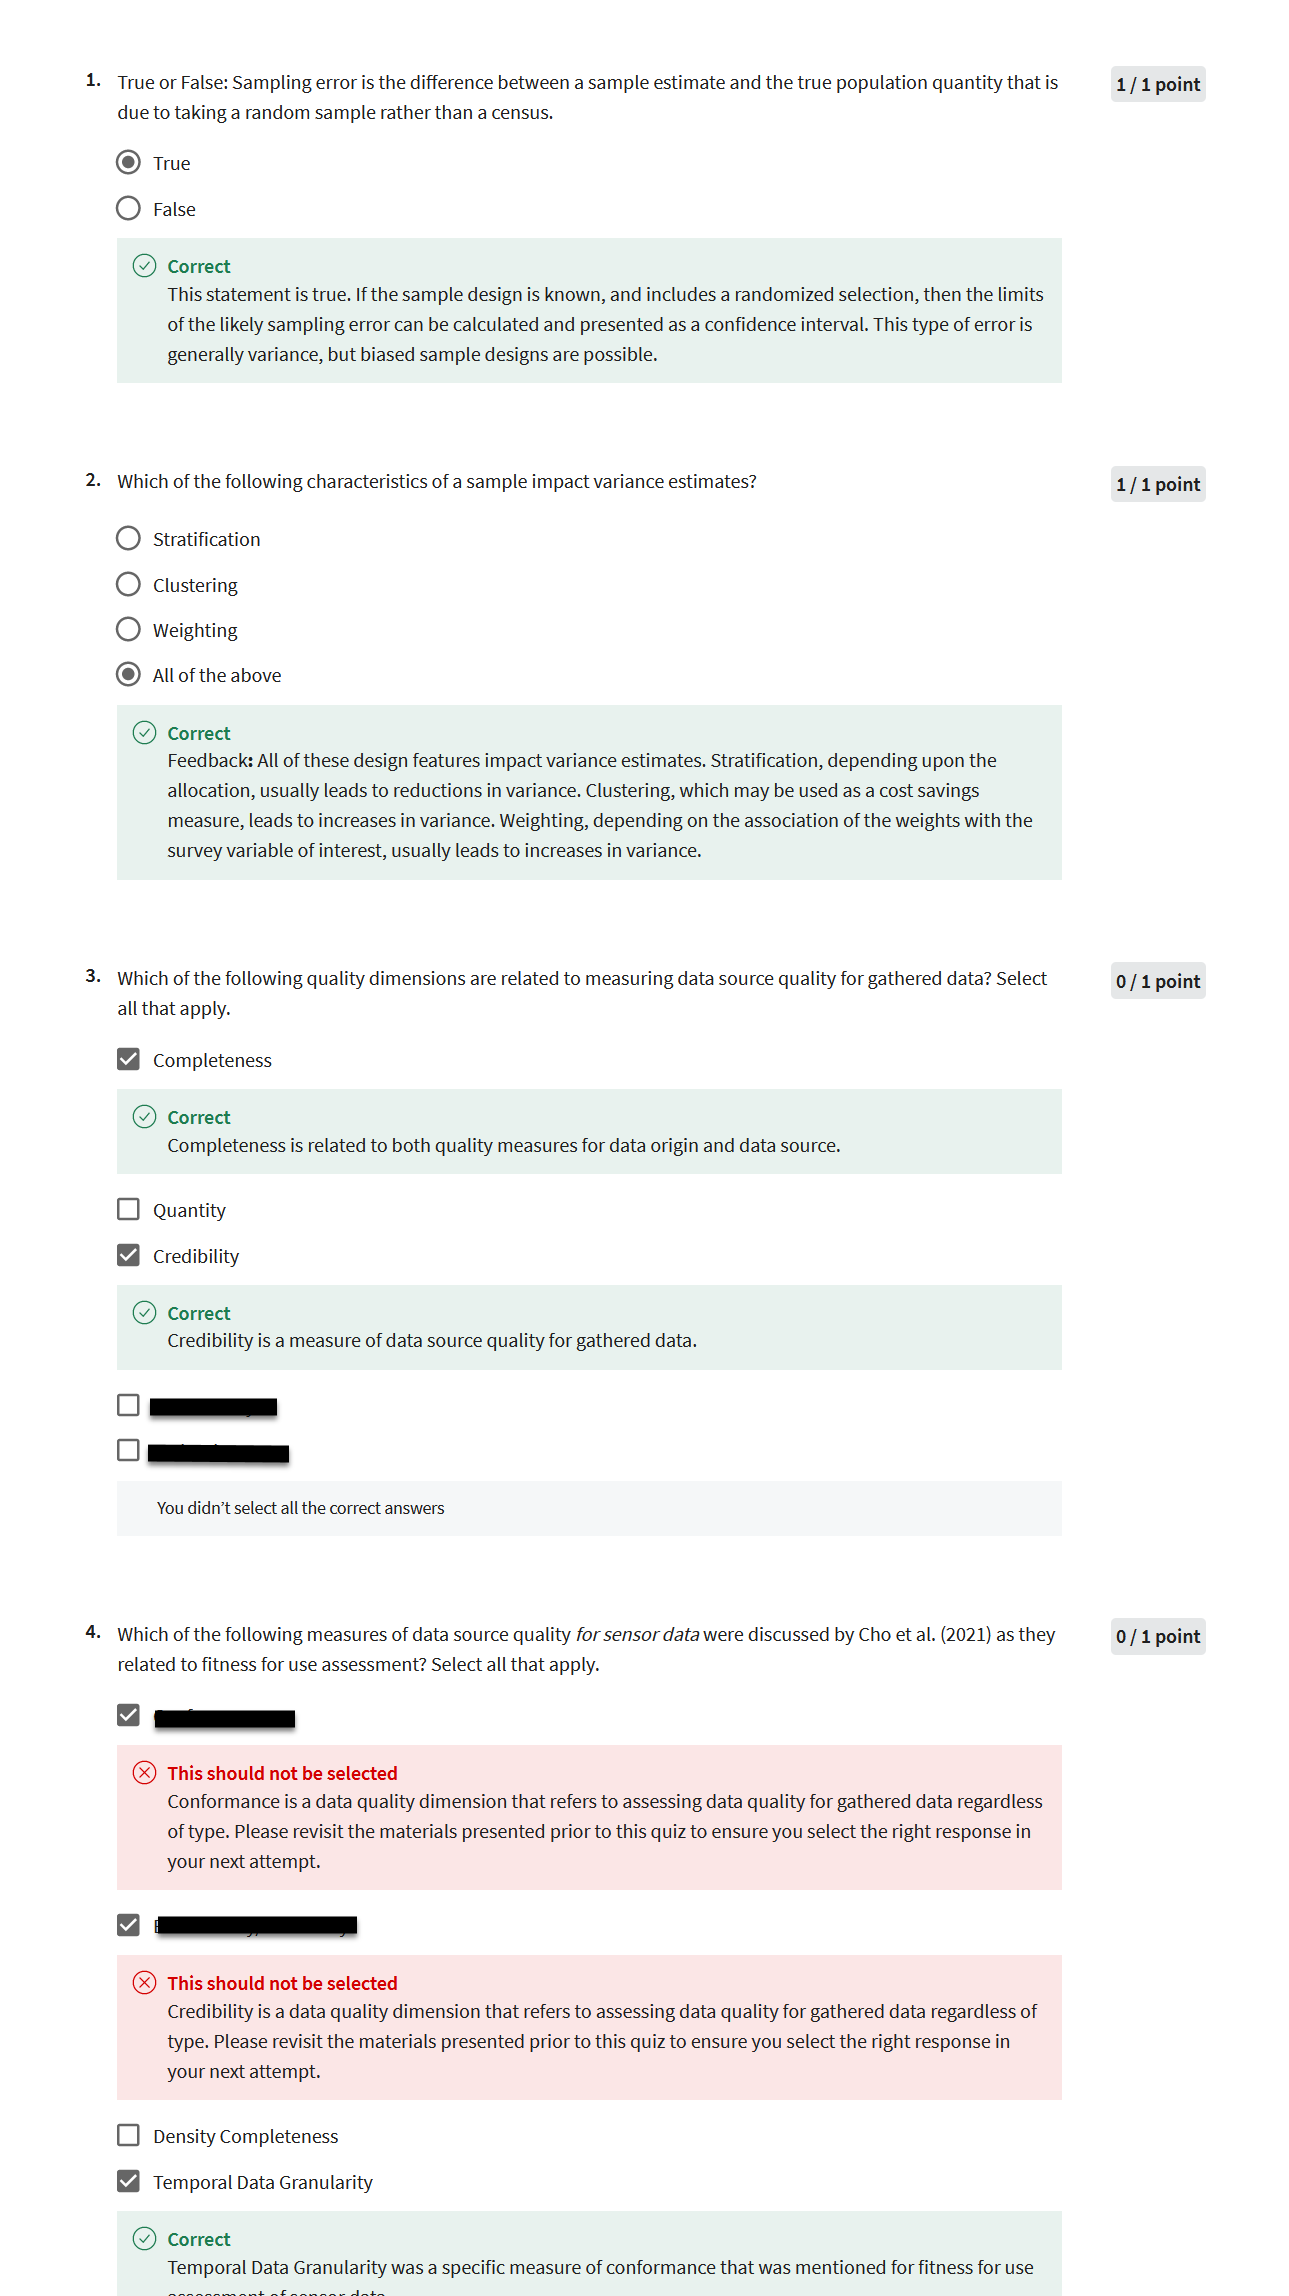 1. True or False: Sampling error is the difference between a sample estimate and the true population quantity that is
due to taking a random sample rather than a census.
1 / 1 point
True
False
Correct
This statement is true. If the sample design is known, and includes a randomized selection, then the limits
of the likely sampling error can be calculated and presented as a confidence interval. This type of error is
generally variance, but biased sample designs are possible.
2. Which of the following characteristics of a sample impact variance estimates?
1 / 1 point
Stratification
Clustering
Weighting
All of the above
Correct
Feedback: All of these design features impact variance estimates. Stratification, depending upon the
allocation, usually leads to reductions in variance. Clustering, which may be used as a cost savings
measure, leads to increases in variance. Weighting, depending on the association of the weights with the
survey variable of interest, usually leads to increases in variance.
3. Which of the following quality dimensions are related to measuring data source quality for gathered data? Select
all that apply.
0 / 1 point
Completeness
Correct
Completeness is related to both quality measures for data origin and data source.
Quantity
Credibility
Correct
Credibility is a measure of data source quality for gathered data.
You didn't select all the correct answers
4. Which of the following measures of data source quality for sensor data were discussed by Cho et al. (2021) as they
related to fitness for use assessment? Select all that apply.
0 / 1 point
This should not be selected
Conformance is a data quality dimension that refers to assessing data quality for gathered data regardless
of type. Please revisit the materials presented prior to this quiz to ensure you select the right response in
your next attempt.
This should not be selected
Credibility is a data quality dimension that refers to assessing data quality for gathered data regardless of
type. Please revisit the materials presented prior to this quiz to ensure you select the right response in
your next attempt.
Density Completeness
Temporal Data Granularity
Correct
Temporal Data Granularity was a specific measure of conformance that was mentioned for fitness for use